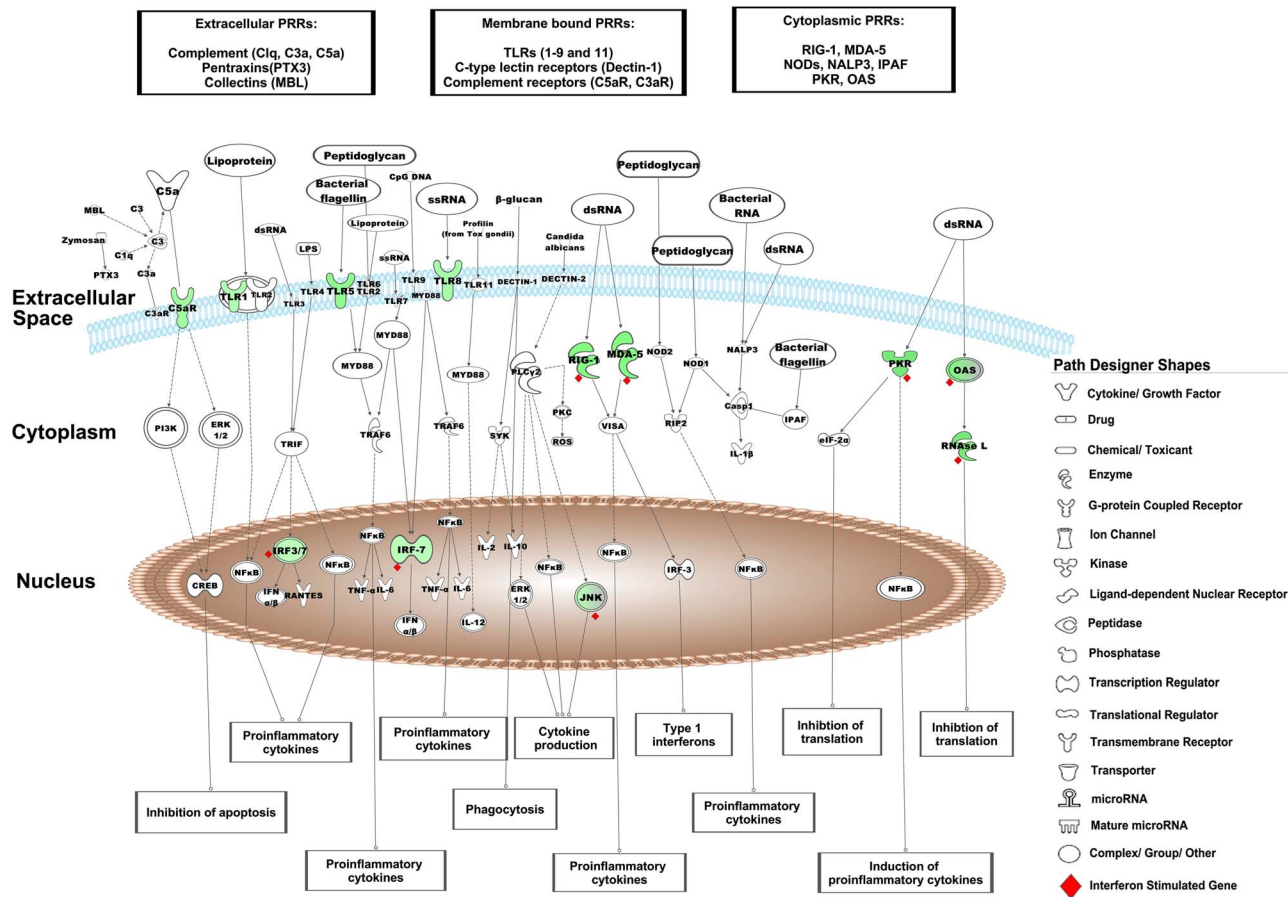 Extracellular PRRs:
Complement (Clq, C3a, C5a)
Pentraxins(PTX3)
Collectins (MBL)
Membrane bound PRRs:
TLRs (1-9 and 11)
C-type lectin receptors (Dectin-1)
Complement receptors (C5aR, C3aR)
Cytoplasmic PRRs:
RIG-1, MDA-5
NODs, NALP3, IPAF
PKR, OAS
C5a
MBL
C3
Zymosan
C3
C1q
PTX3
C3a
C3aR
C5aR
Lipoprotein
TLR1
TLR2
dsRNA
TLR3
LPS
TLR4
Peptidoglycan
Bacterial
flagellin
TLR5
Lipoprotein
TLR6
TLR2
CpG DNA
ssRNA
TLR7
TLR9
MYD88
ssRNA
TLR8
Profilin
(from Tox gondii)
TLR11
β-glucan
DECTIN-1
Candida
albicans
DECTIN-2
dsRNA
RIG-1
MDA-5
Peptidoglycan
Peptidoglycan
NOD2
NOD1
Bacterial
RNA
dsRNA
NALP3
Bacterial
flagellin
dsRNA
PKR
OAS
Extracellular
Space
Cytoplasm
Nucleus
PI3K
ERK
1/2
TRIF
MYD88
MYD88
TRAF6
MYD88
TRAF6
SYK
PLCγ2
PKC
ROS
VISA
RIP2
Casp1
IPAF
IL-1β
eIF-2α
RNAse L
CREB
NFκB
IRF3/7
IFN
α/β
RANTES
NFκB
NFκB
TNF-α
IL-6
IRF-7
IFN
α/β
NFκB
TNF-α
IL-6
IL-12
IL-2
IL-10
ERK
1/2
NFκB
JNK
NFκB
IRF-3
NFκB
NFκB
Proinflammatory
cytokines
Proinflammatory
cytokines
Cytokine
production
Type 1
interferons
Inhibtion of
translation
Inhibtion of
translation
Inhibition of apoptosis
Phagocytosis
Proinflammatory
cytokines
Proinflammatory
cytokines
Proinflammatory
cytokines
Induction of
proinflammatory cytokines
Path Designer Shapes
Cytokine/ Growth Factor
Drug
Chemical/ Toxicant
Enzyme
G-protein Coupled Receptor
Ion Channel
Kinase
Ligand-dependent Nuclear Receptor
Peptidase
Phosphatase
Transcription Regulator
Translational Regulator
Transmembrane Receptor
Transporter
microRNA
Mature microRNA
Complex/ Group/ Other
Interferon Stimulated Gene